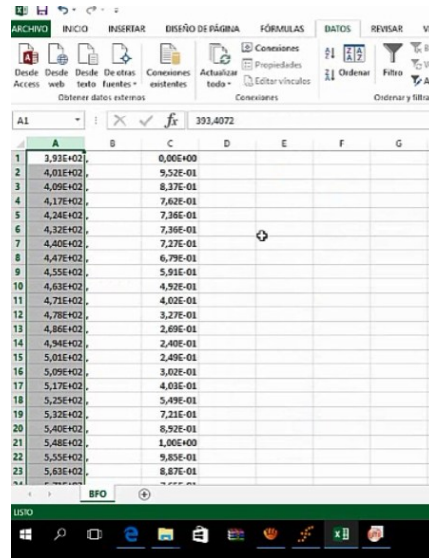 ARCHIVO INICIO INSERTAR DISEÑO DE PÁGINA FÓRMULAS DATOS REVISAR V
Desde Access Desde web Desde texto De otras fuentes Conexiones existentes Actualizar todo Conexiones Propiedades Editar vínculos Ordenar Filtro
Obtener datos externos Conexiones Ordenar y filtra
A1 fx 393,4072
A B C D E F G
1 3,93E+02 , 0,00E+00
2 4,01E+02 , 9,52E-01
3 4,09E+02 , 8,37E-01
4 4,17E+02 , 7,62E-01
5 4,24E+02 , 7,36E-01
6 4,32E+02 , 7,36E-01
7 4,40E+02 , 7,27E-01
8 4,47E+02 , 6,79E-01
9 4,55E+02 , 5,91E-01
10 4,63E+02 , 4,92E-01
11 4,71E+02 , 4,02E-01
12 4,78E+02 , 3,27E-01
13 4,86E+02 , 2,69E-01
14 4,94E+02 , 2,40E-01
15 5,01E+02 , 2,49E-01
16 5,09E+02 , 3,02E-01
17 5,17E+02 , 4,03E-01
18 5,25E+02 , 5,49E-01
19 5,32E+02 , 7,21E-01
20 5,40E+02 , 8,92E-01
21 5,48E+02 , 1,00E+00
22 5,55E+02 , 9,85E-01
23 5,63E+02 , 8,87E-01
BFO
LISTO